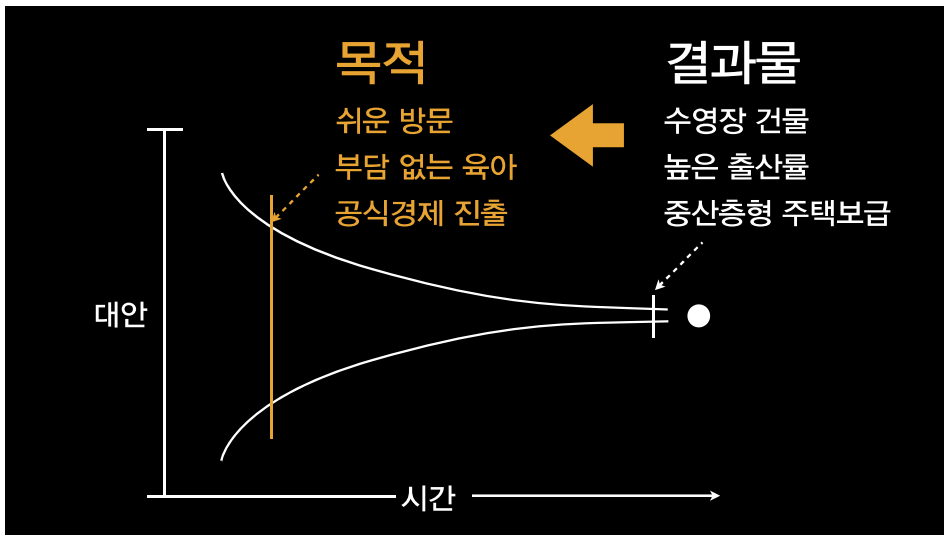 목적
쉬운 방문
부담 없는 육아
공식경제 진출
결과물
수영장 건물
높은 출산률
중산층형 주택보급
대안
시간